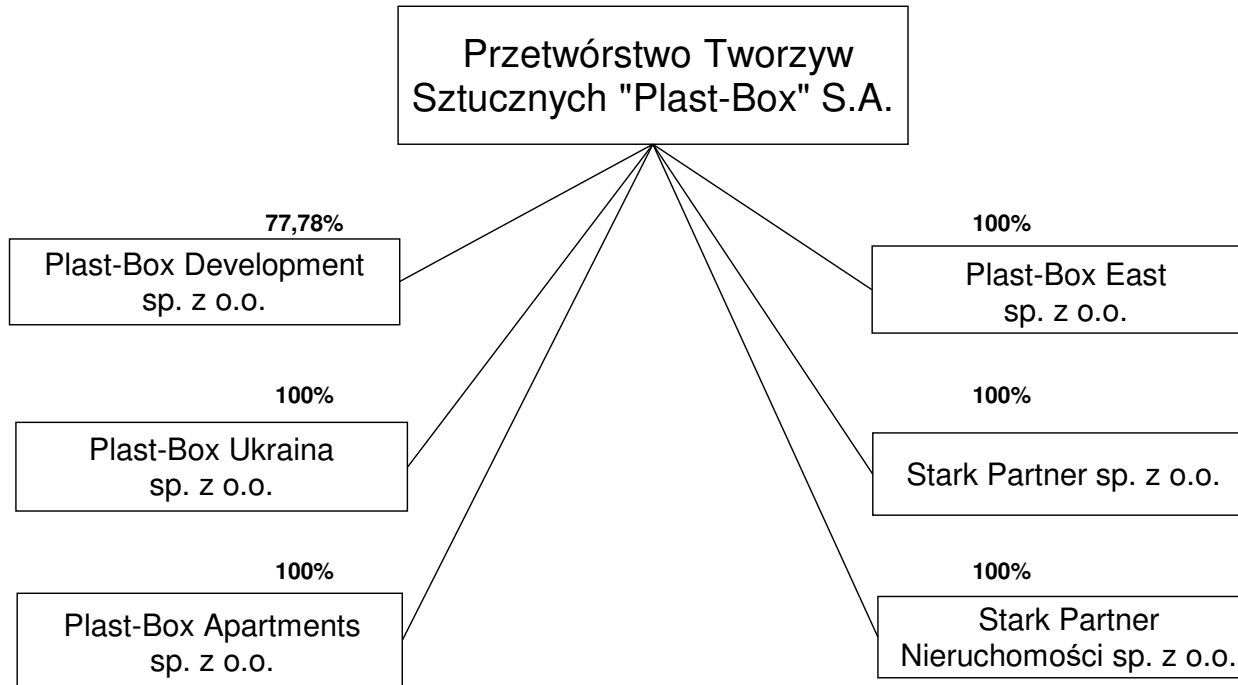 Przetwórstwo Tworzyw
Sztucznych "Plast-Box" S.A.
77,78%
Plast-Box Development
sp. z o.o.
100%
Plast-Box East
sp. z o.o.
100%
Plast-Box Ukraina
sp. z o.o.
100%
Stark Partner sp. z o.o.
100%
Plast-Box Apartments
sp. z o.o.
100%
Stark Partner
Nieruchomości sp. z o.o.